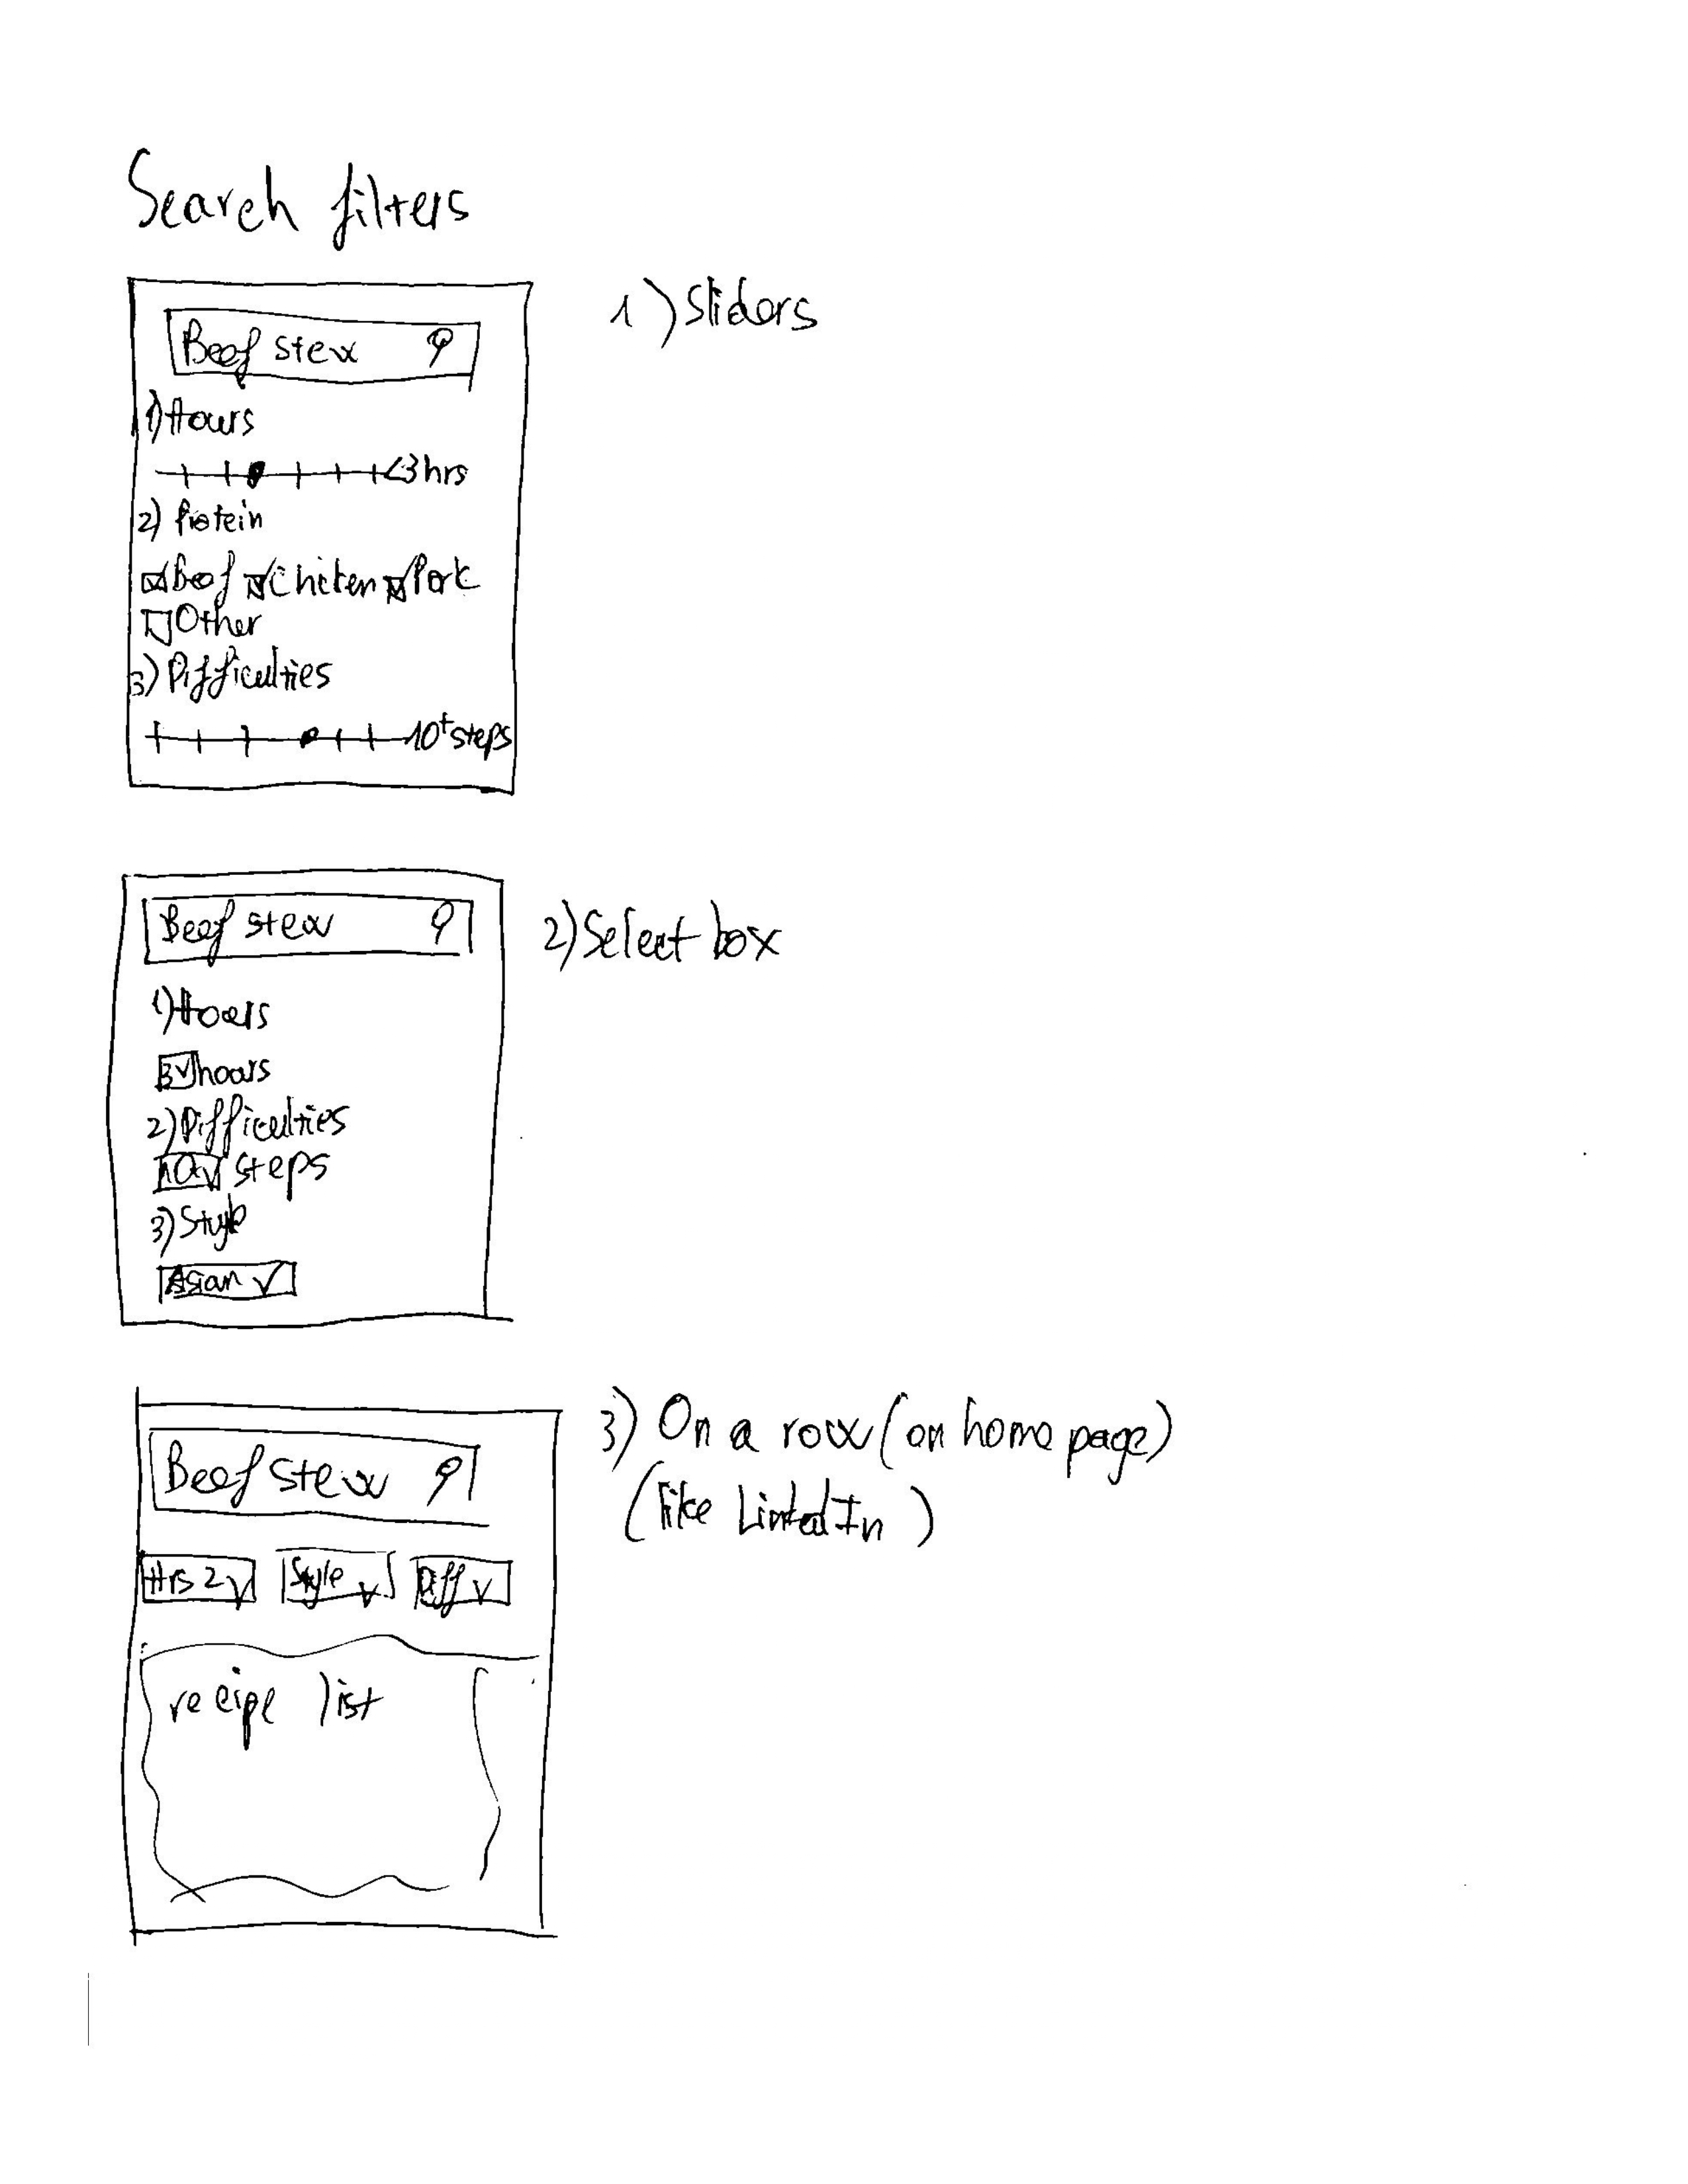 Search filters
1) Sliders
Beef stew
1) Hours
<3hrs
2) Protein
Beef Chicken Pork
Other
3) Difficulties
10+ steps
2) Select box
Beef stew
1) Hours
3 hours
2) Difficulties
10 steps
3) Style
Asian
3) On a row (on home page)
(like LinkedIn)
Beef stew
Hrs 2 Style Diff
recipe list